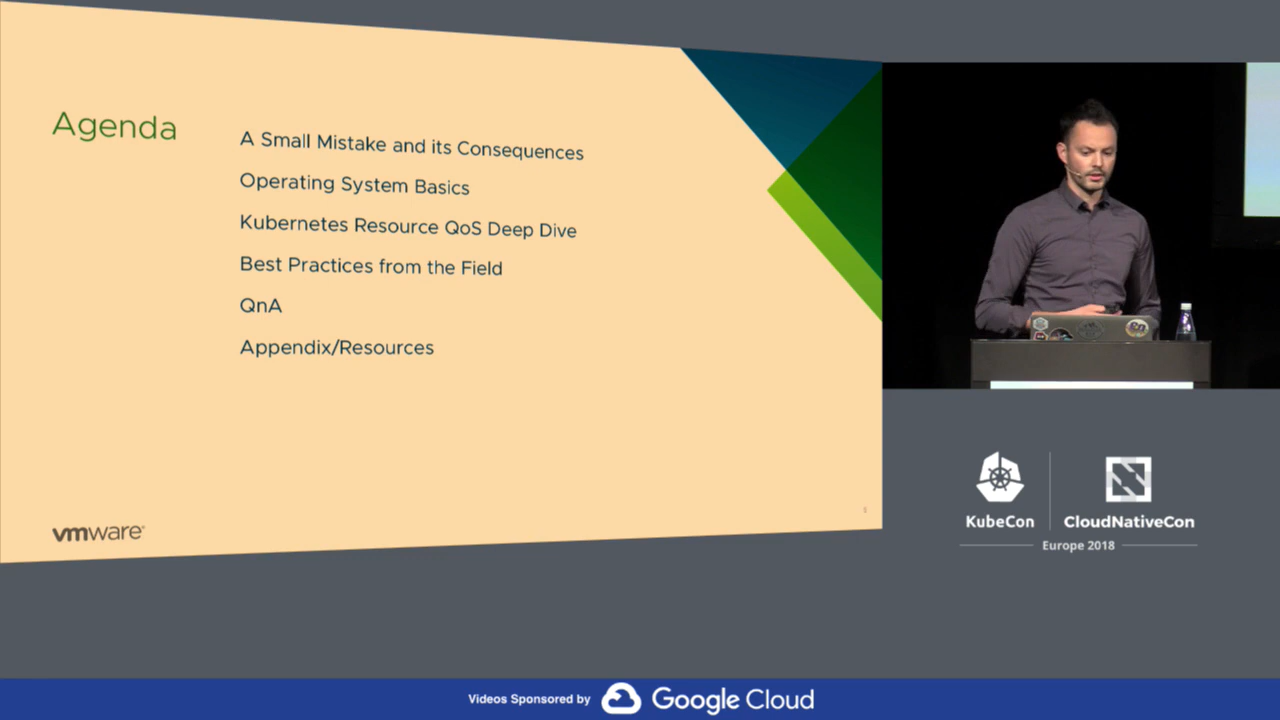 Agenda
A Small Mistake and its Consequences
Operating System Basics
Kubernetes Resource QoS Deep Dive
Best Practices from the Field
QnA
Appendix/Resources
vmware
KubeCon
CloudNativeCon
Europe 2018
Videos Sponsored by Google Cloud